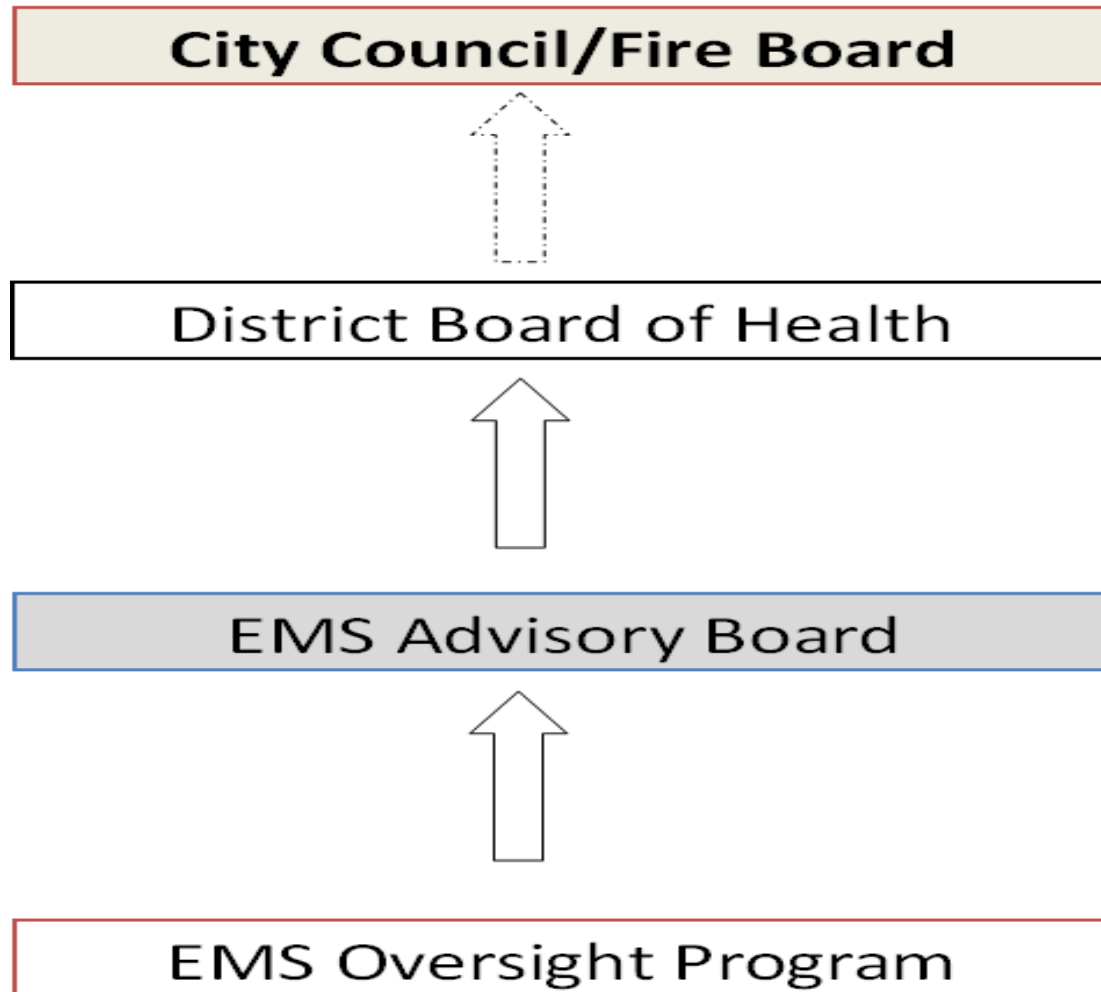 City Council/Fire Board
District Board of Health
EMS Advisory Board
EMS Oversight Program